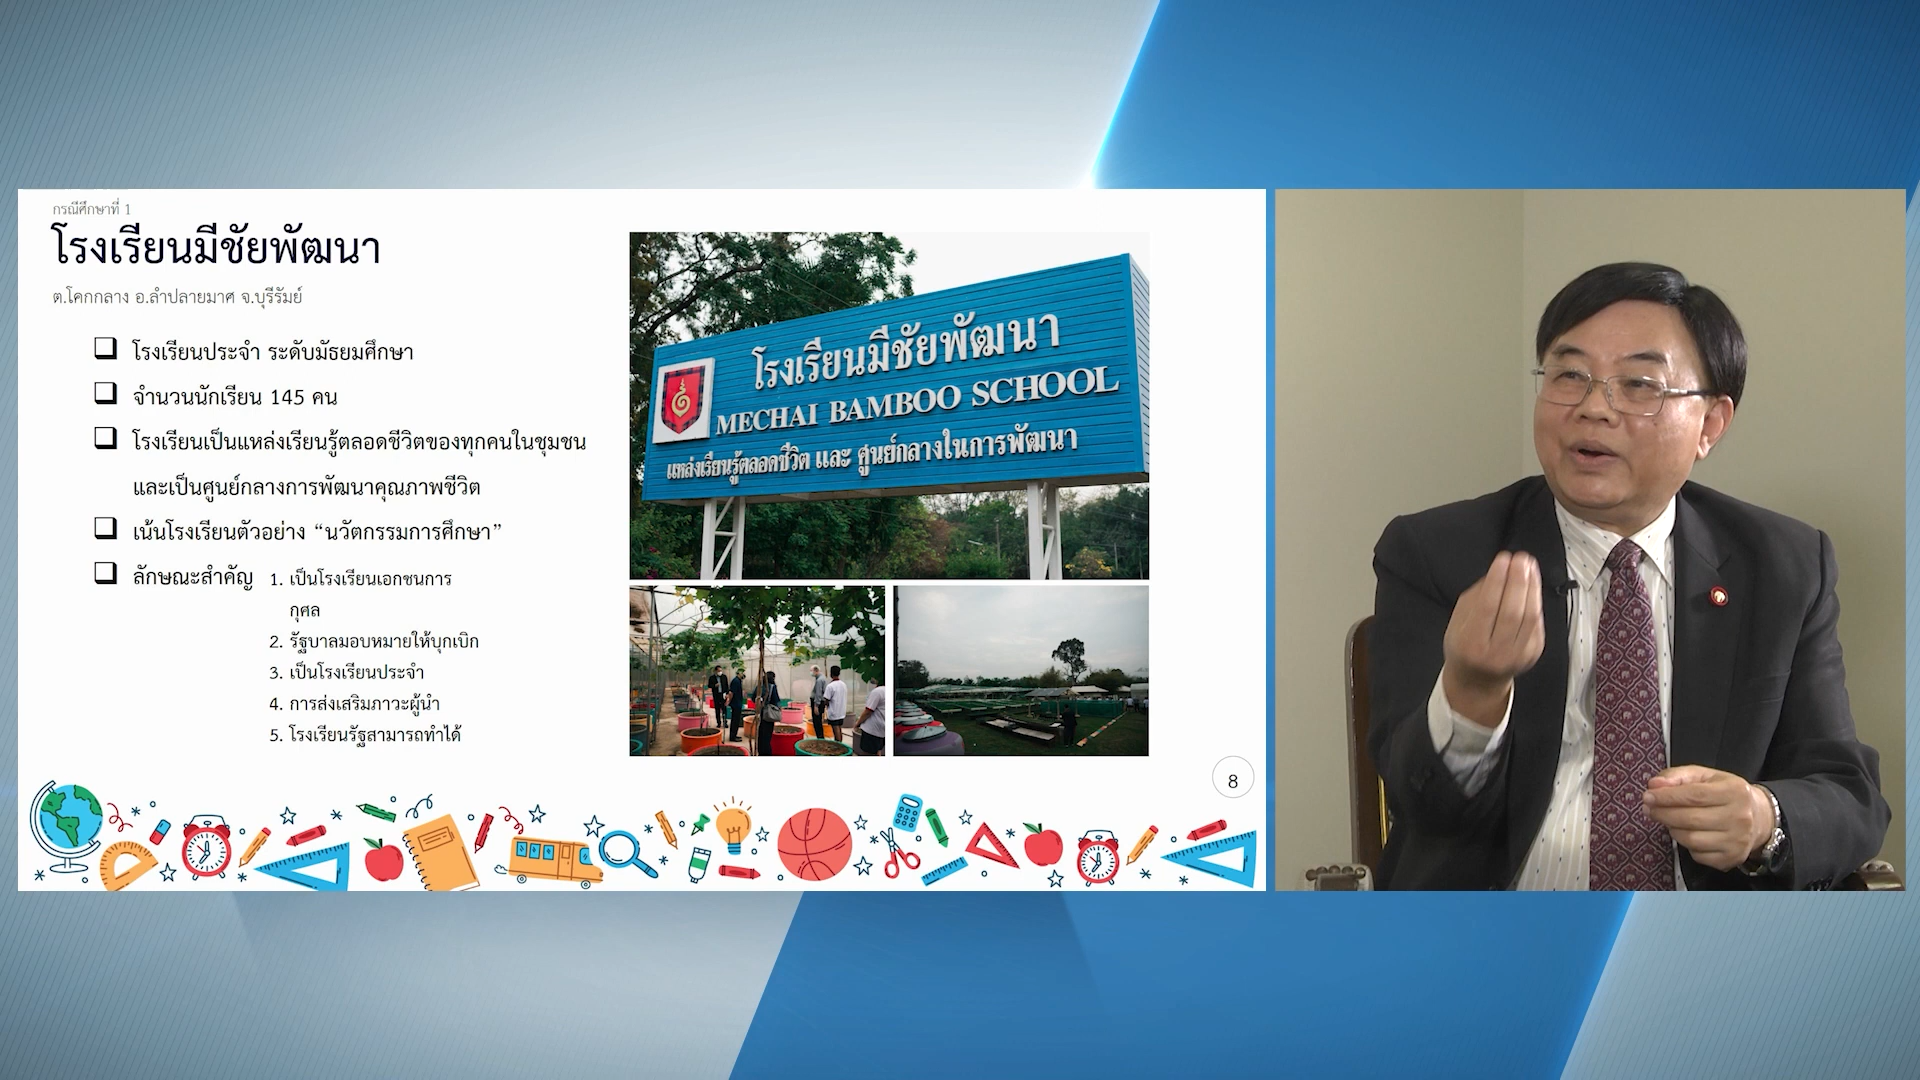 กรณีศึกษาที่ 1
โรงเรียนมีชัยพัฒนา
ต.โคกกลาง อ.ลำปลายมาศ จ.บุรีรัมย์
โรงเรียนประจำ ระดับมัธยมศึกษา
จำนวนนักเรียน 145 คน
โรงเรียนเป็นแหล่งเรียนรู้ตลอดชีวิตของทุกคนในชุมชน
และเป็นศูนย์กลางการพัฒนาคุณภาพชีวิต
เน้นโรงเรียนตัวอย่าง “นวัตกรรมการศึกษา”
ลักษณะสำคัญ
1. เป็นโรงเรียนเอกชนการ
กุศล
2. รัฐบาลมอบหมายให้บุกเบิก
3. เป็นโรงเรียนประจำ
4. การส่งเสริมภาวะผู้นำ
5. โรงเรียนรัฐสามารถทำได้
โรงเรียนมีชัยพัฒนา
MECHAI BAMBOO SCHOOL
แหล่งเรียนรู้ตลอดชีวิต และ ศูนย์กลางในการพัฒนา
8